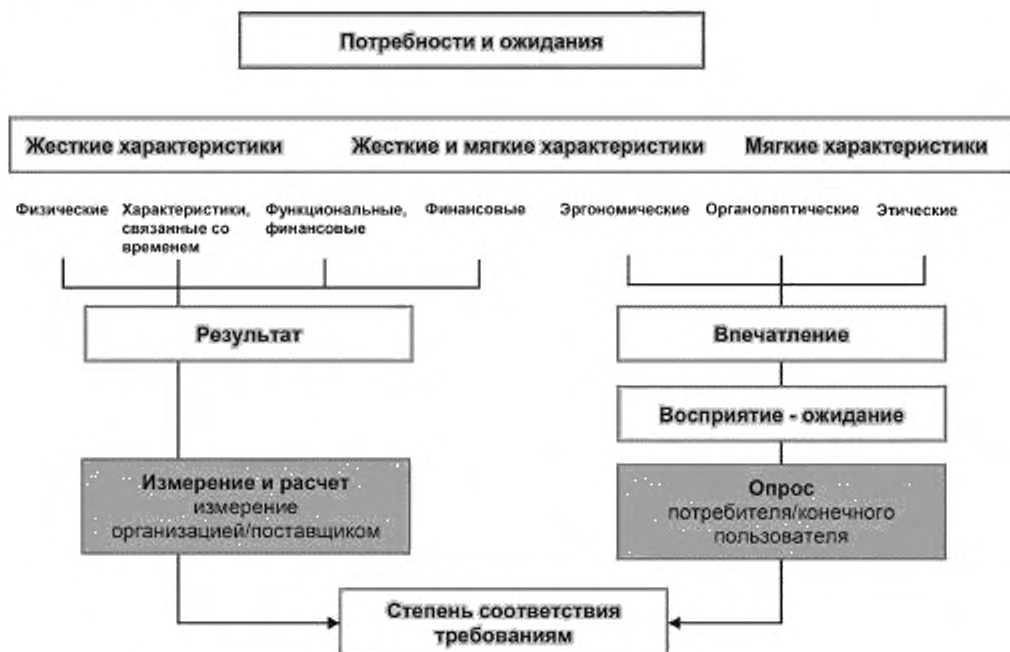 Потребности и ожидания
Жесткие характеристики
Жесткие и мягкие характеристики
Мягкие характеристики
Физические
Характеристики,
связанные со
временем
Функциональные,
финансовые
Финансовые
Эргономические
Органолептические
Этические
Результат
Впечатление
Восприятие - ожидание
Измерение и расчет
измерение
организацией/поставщиком
Опрос
потребителя/конечного
пользователя
Степень соответствия
требованиям